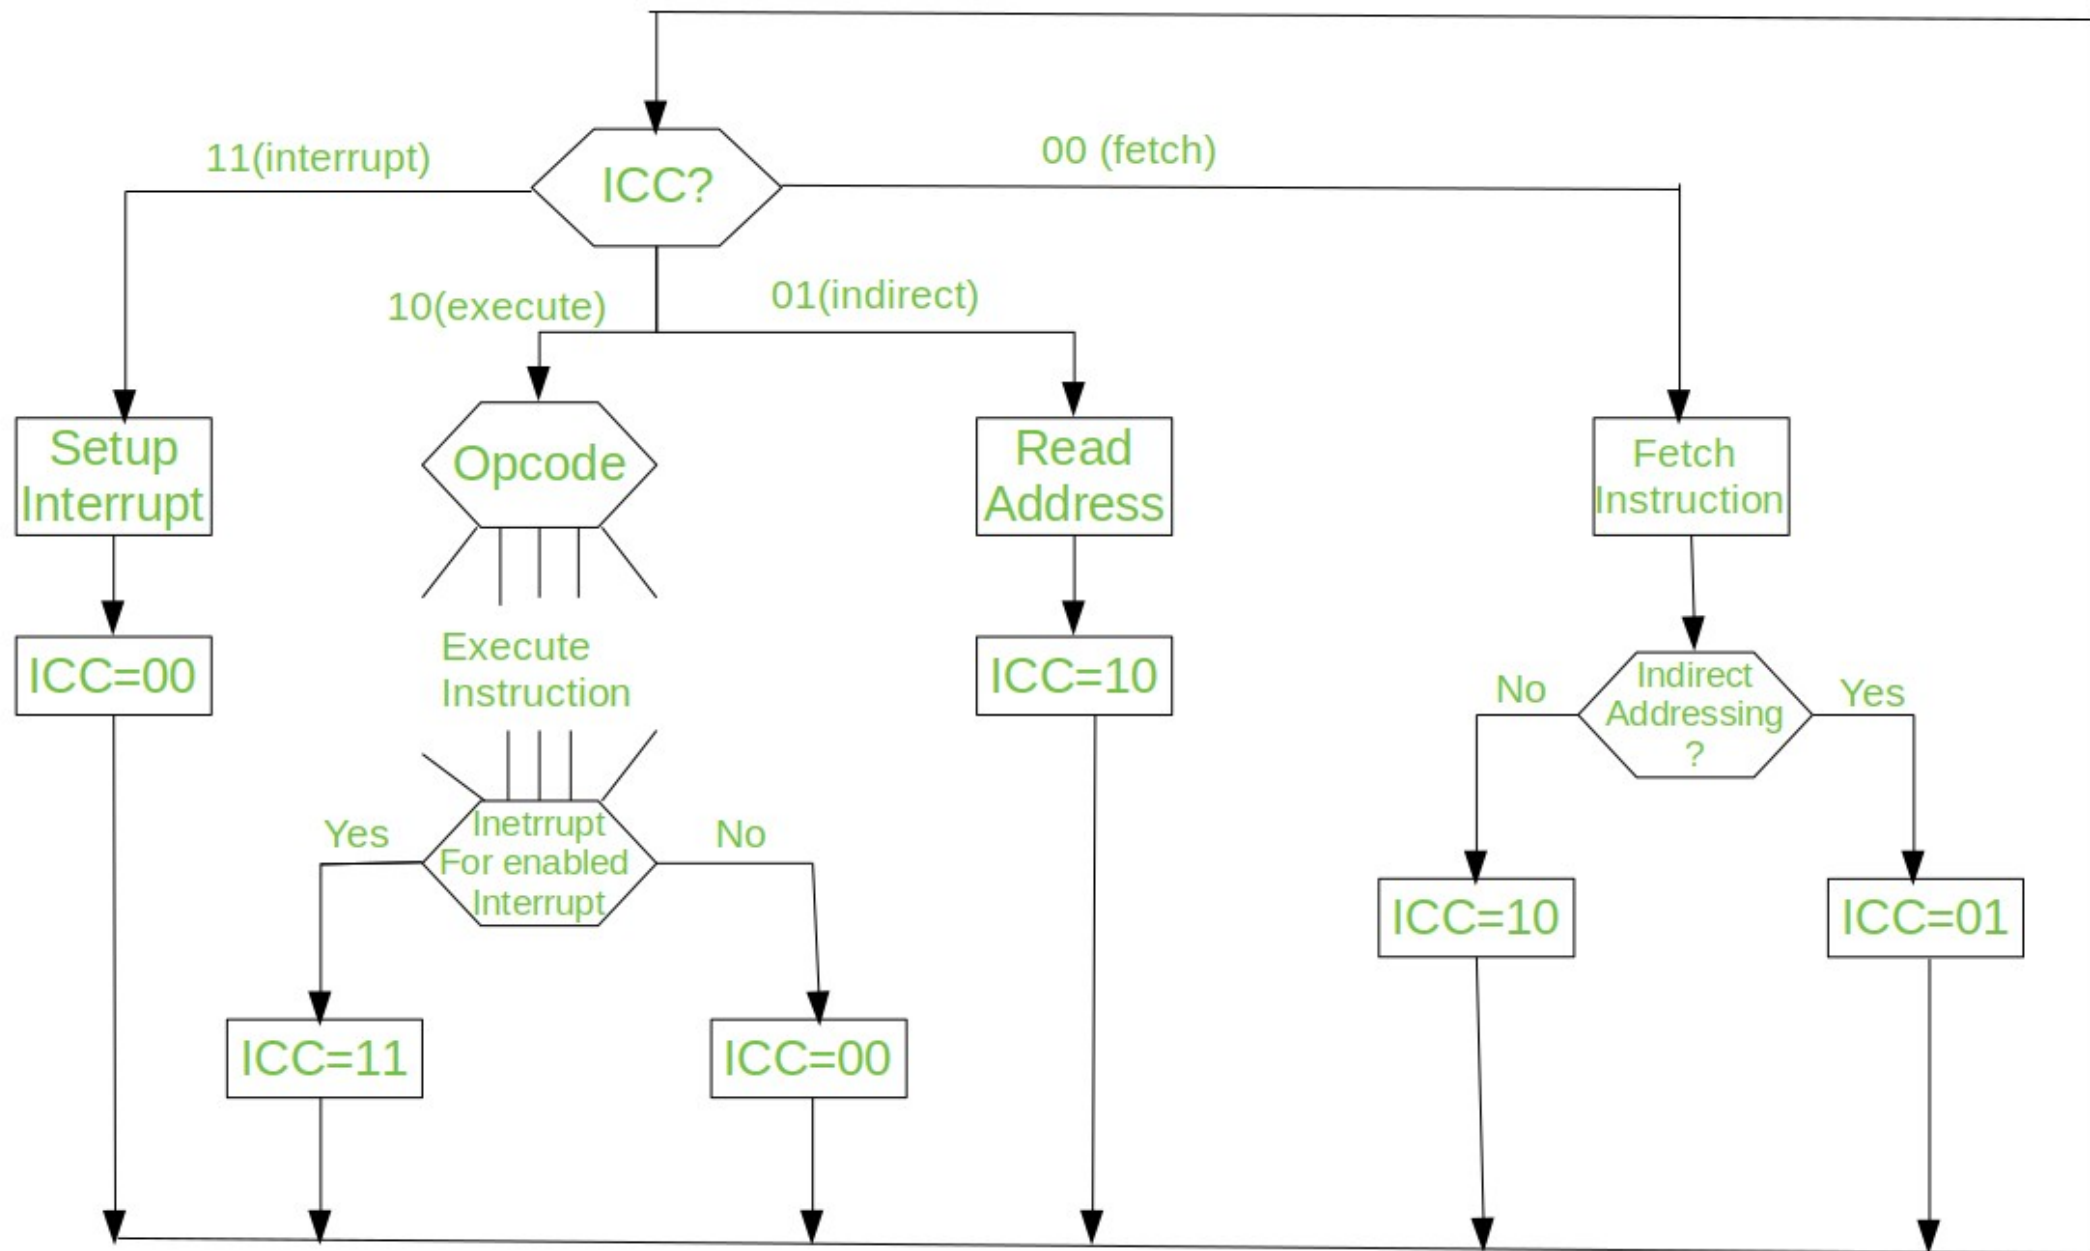 11(interrupt)
ICC?
00 (fetch)
10(execute)
01(indirect)
Setup
Interrupt
Opcode
Read
Address
Fetch
Instruction
ICC=00
Execute
Instruction
ICC=10
No
Indirect
Addressing
?
Yes
Yes
Inetrrupt
For enabled
Interrupt
No
ICC=10
ICC=01
ICC=11
ICC=00